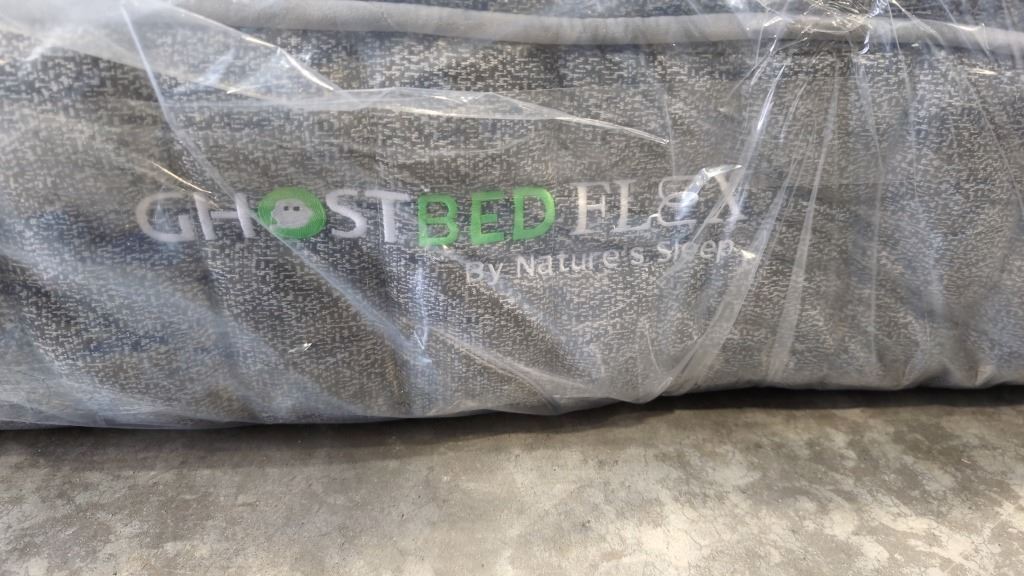 GHOSTBED FLEX
By Nature's Sleep